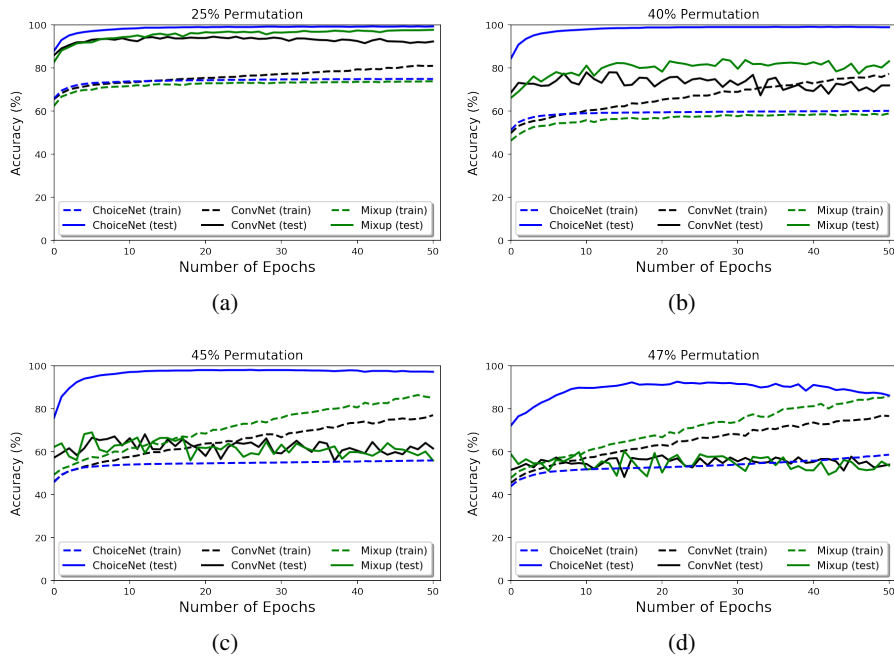 25% Permutation
100
80
60
40
20
0
Accuracy (%)
ChoiceNet (train) ConvNet (train) Mixup (train)
ChoiceNet (test) ConvNet (test) Mixup (test)
0 10 20 30 40 50
Number of Epochs
(a)
40% Permutation
100
80
60
40
20
0
Accuracy (%)
ChoiceNet (train) ConvNet (train) Mixup (train)
ChoiceNet (test) ConvNet (test) Mixup (test)
0 10 20 30 40 50
Number of Epochs
(b)
45% Permutation
100
80
60
40
20
0
Accuracy (%)
ChoiceNet (train) ConvNet (train) Mixup (train)
ChoiceNet (test) ConvNet (test) Mixup (test)
0 10 20 30 40 50
Number of Epochs
(c)
47% Permutation
100
80
60
40
20
0
Accuracy (%)
ChoiceNet (train) ConvNet (train) Mixup (train)
ChoiceNet (test) ConvNet (test) Mixup (test)
0 10 20 30 40 50
Number of Epochs
(d)